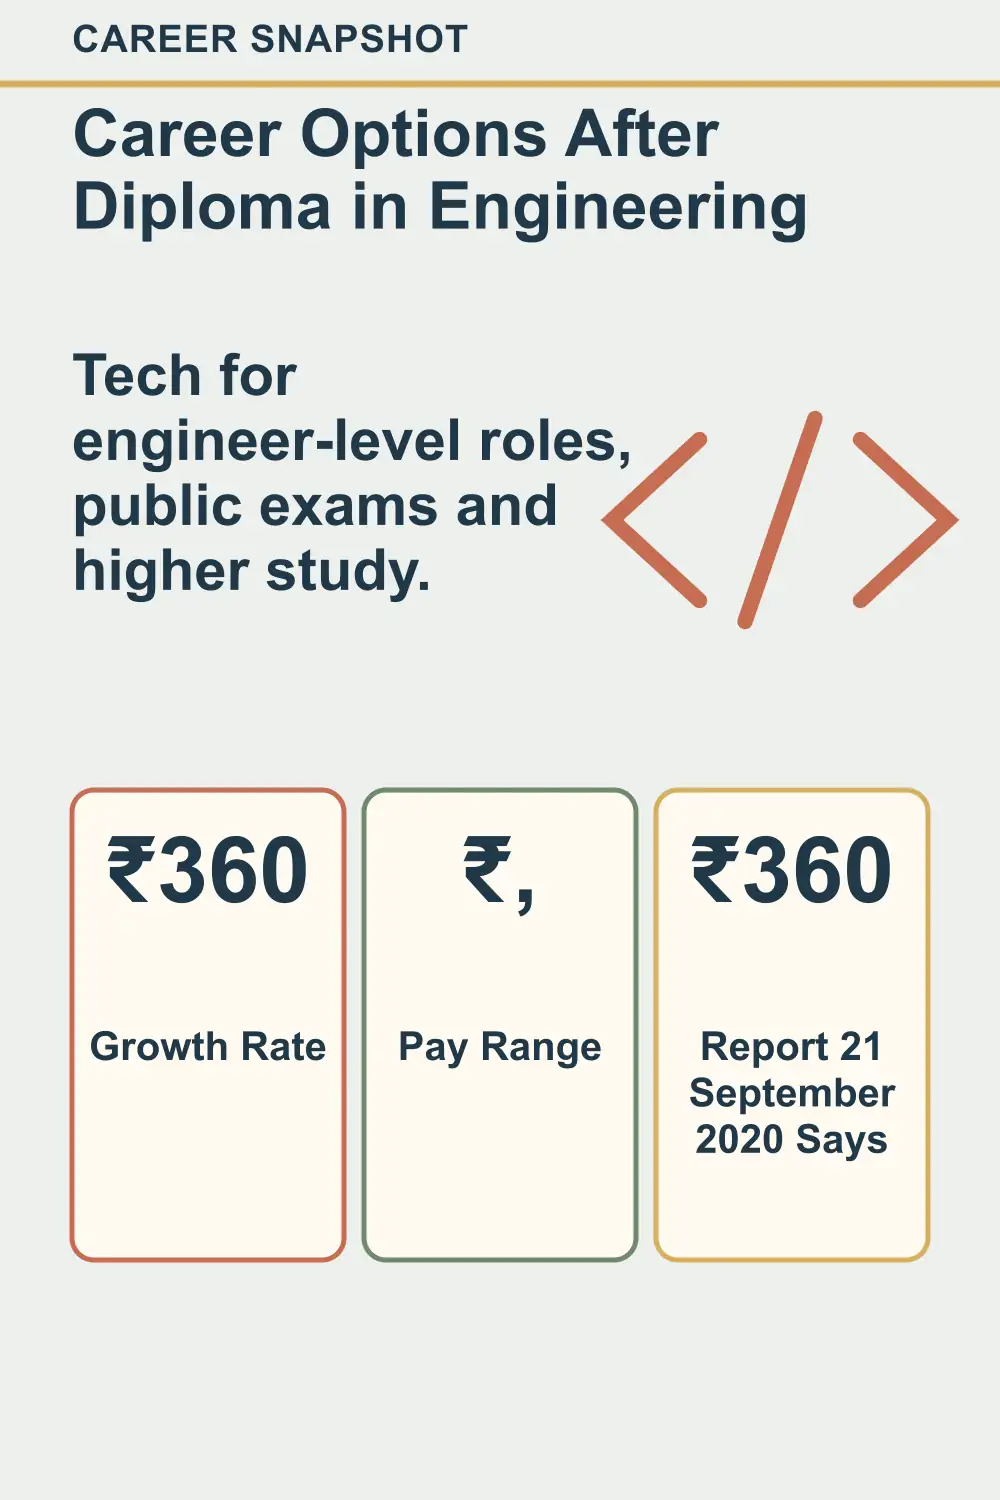 CAREER SNAPSHOT
Career Options After
Diploma in Engineering
Tech for
engineer-level roles,
public exams and
higher study.
₹360
Growth Rate
₹,
Pay Range
₹360
Report 21
September
2020 Says